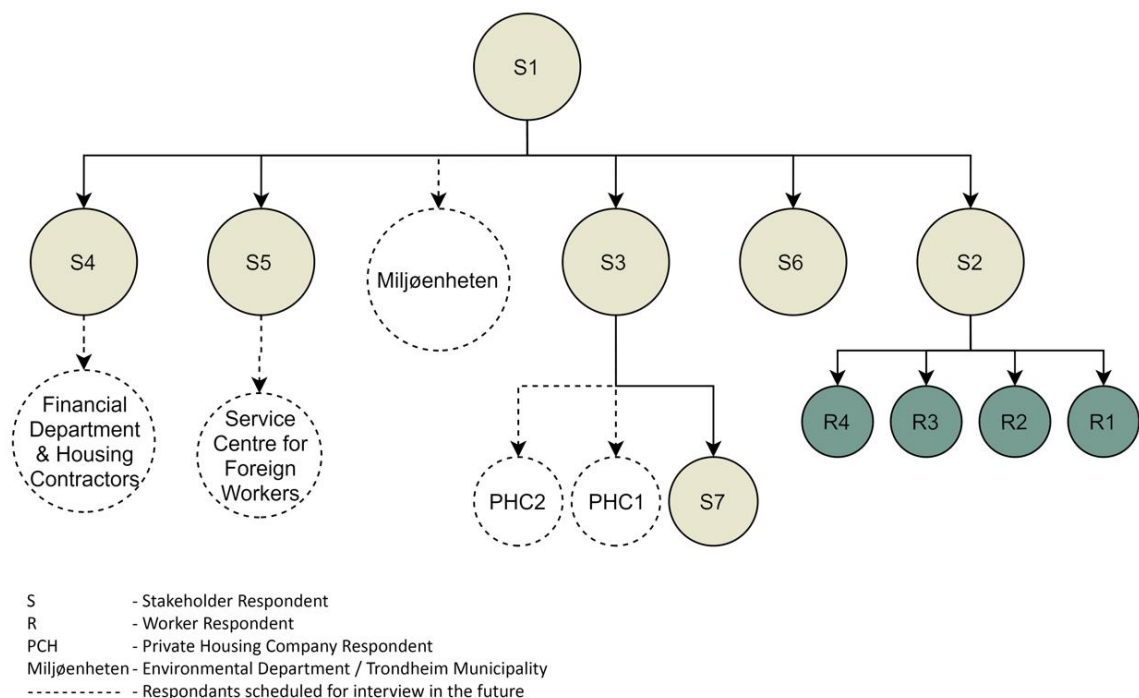 S1
S4
S5
Miljøenheten
S3
S6
S2
Financial
Department
& Housing
Contractors
Service
Centre for
Foreign
Workers
PHC2
PHC1
S7
R4
R3
R2
R1
S - Stakeholder Respondent
R - Worker Respondent
PCH - Private Housing Company Respondent
Miljøenheten - Environmental Department / Trondheim Municipality
- Respondants scheduled for interview in the future